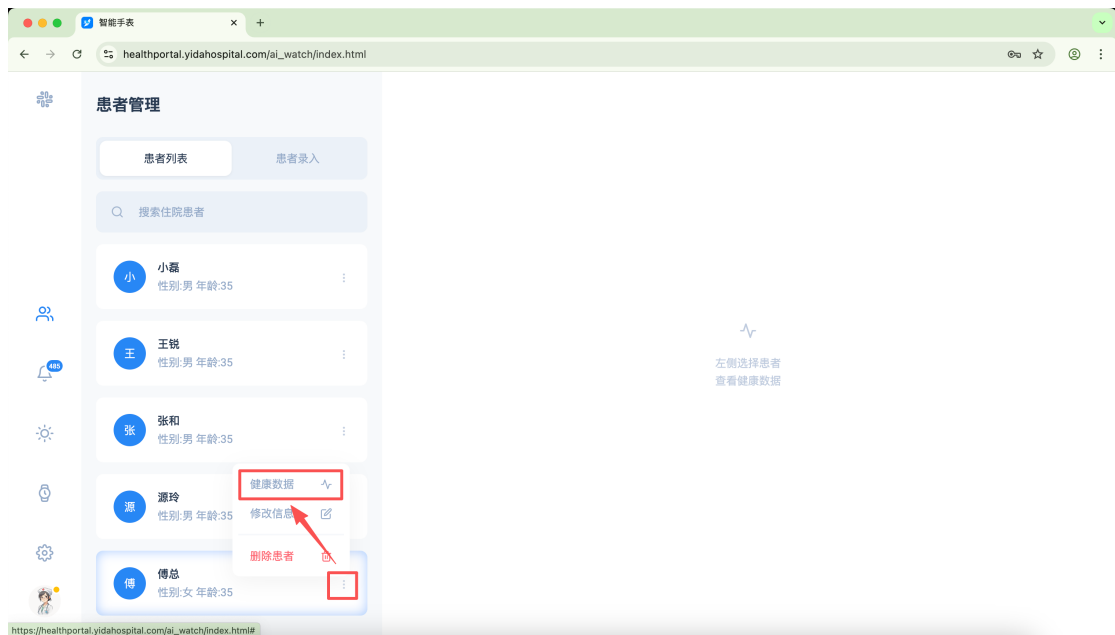 智能手表
healthportal.yidahospital.com/ai_watch/index.html
患者管理
患者列表
患者录入
搜索住院患者
小
小磊
性别:男 年龄:35
王
王锐
性别:男 年龄:35
485
左侧选择患者
查看健康数据
张
张和
性别:男 年龄:35
健康数据
源
源玲
性别:男 年龄:35
修改信息
删除患者
傅
傅总
性别:女 年龄:35
https://healthportal.yidahospital.com/ai_watch/index.html#